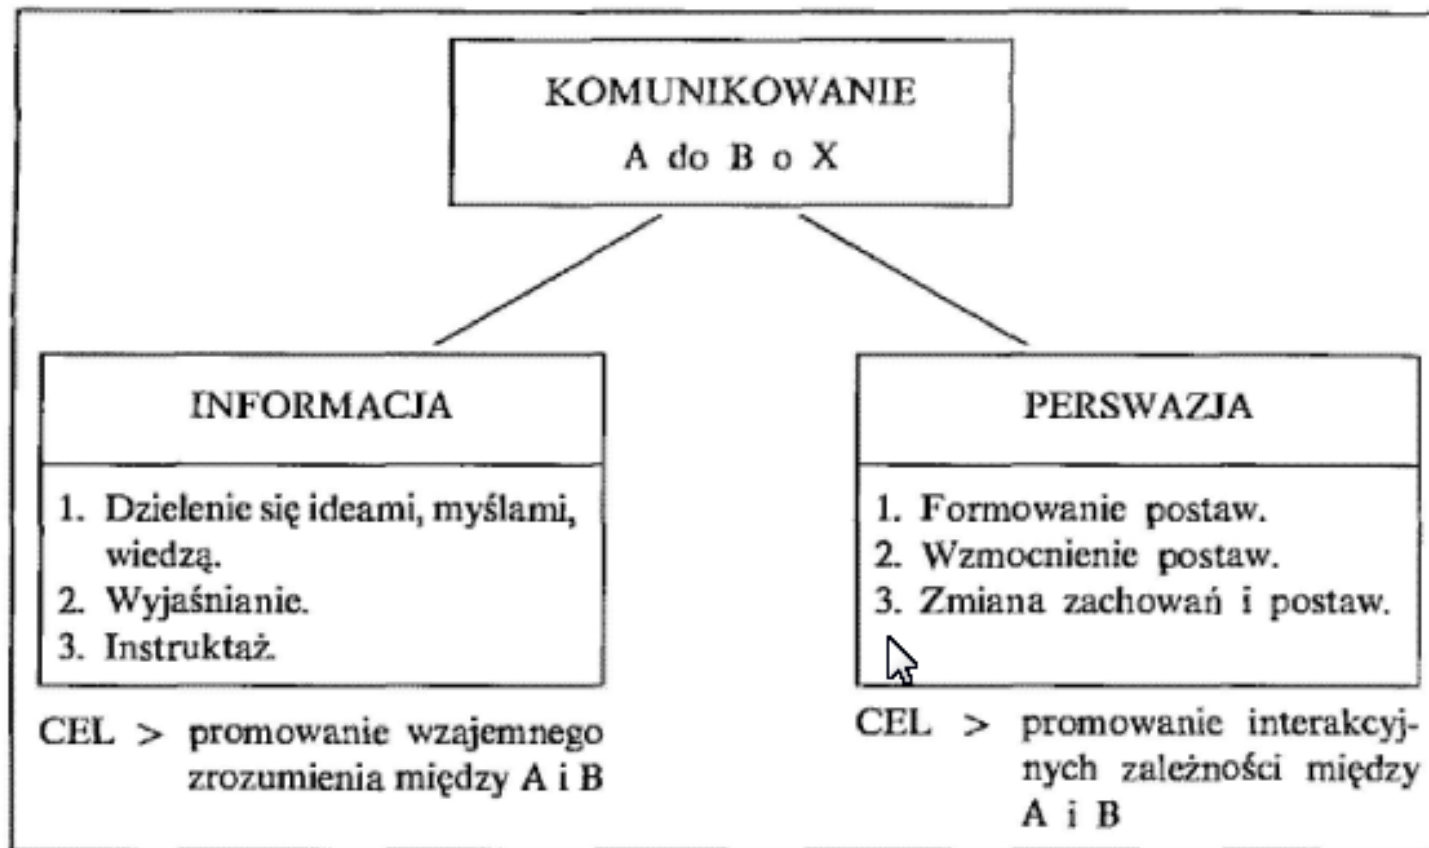 KOMUNIKOWANIE
A do B o X
INFORMACJA
1. Dzielenie się ideami, myślami,
wiedzą.
2. Wyjaśnianie.
3. Instruktaż.
CEL > promowanie wzajemnego
zrozumienia między A i B
PERSWAZJA
1. Formowanie postaw.
2. Wzmocnienie postaw.
3. Zmiana zachowań i postaw.
CEL > promowanie interakcyj-
nych zależności między
A i B